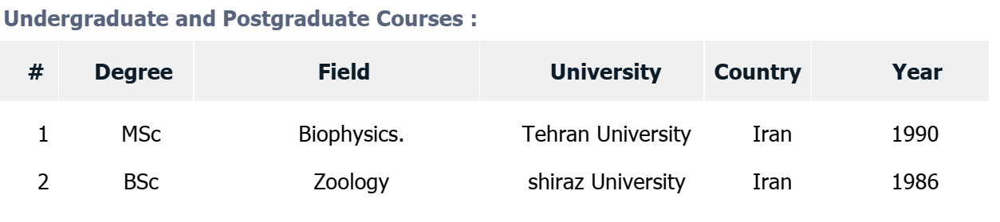 Undergraduate and Postgraduate Courses :
# Degree Field University Country Year
1 MSc Biophysics. Tehran University Iran 1990
2 BSc Zoology shiraz University Iran 1986